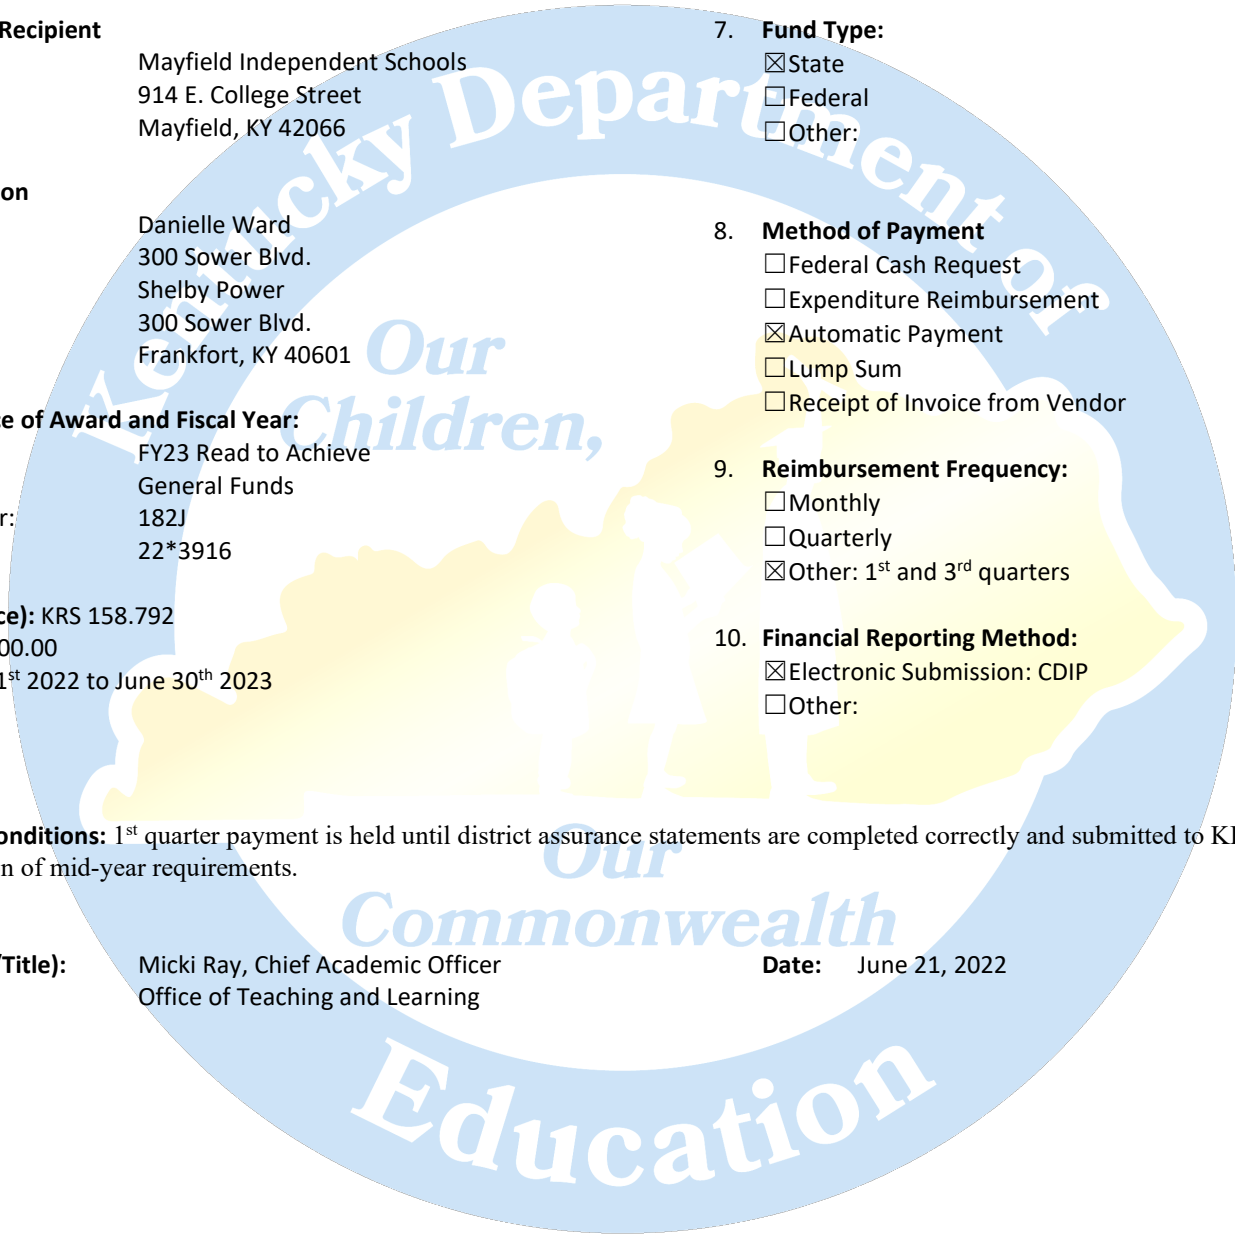 Recipient
Mayfield Independent Schools
914 E. College Street
Mayfield, KY 42066
on
Danielle Ward
300 Sower Blvd.
Shelby Power
300 Sower Blvd.
Frankfort, KY 40601
ce of Award and Fiscal Year:
FY23 Read to Achieve
General Funds
r: 182J
22*3916
ce): KRS 158.792
00.00
1st 2022 to June 30th 2023
7. Fund Type:
☒State
☐Federal
☐Other:
8. Method of Payment
☐Federal Cash Request
☐Expenditure Reimbursement
☒Automatic Payment
☐Lump Sum
☐Receipt of Invoice from Vendor
9. Reimbursement Frequency:
☐Monthly
☐Quarterly
☒Other: 1st and 3rd quarters
10. Financial Reporting Method:
☒Electronic Submission: CDIP
☐Other:
onditions: 1st quarter payment is held until district assurance statements are completed correctly and submitted to
n of mid-year requirements.
/Title): Micki Ray, Chief Academic Officer Date: June 21, 2022
Office of Teaching and Learning
Kentucky Department of
Our
Children,
Our
Commonwealth
Education